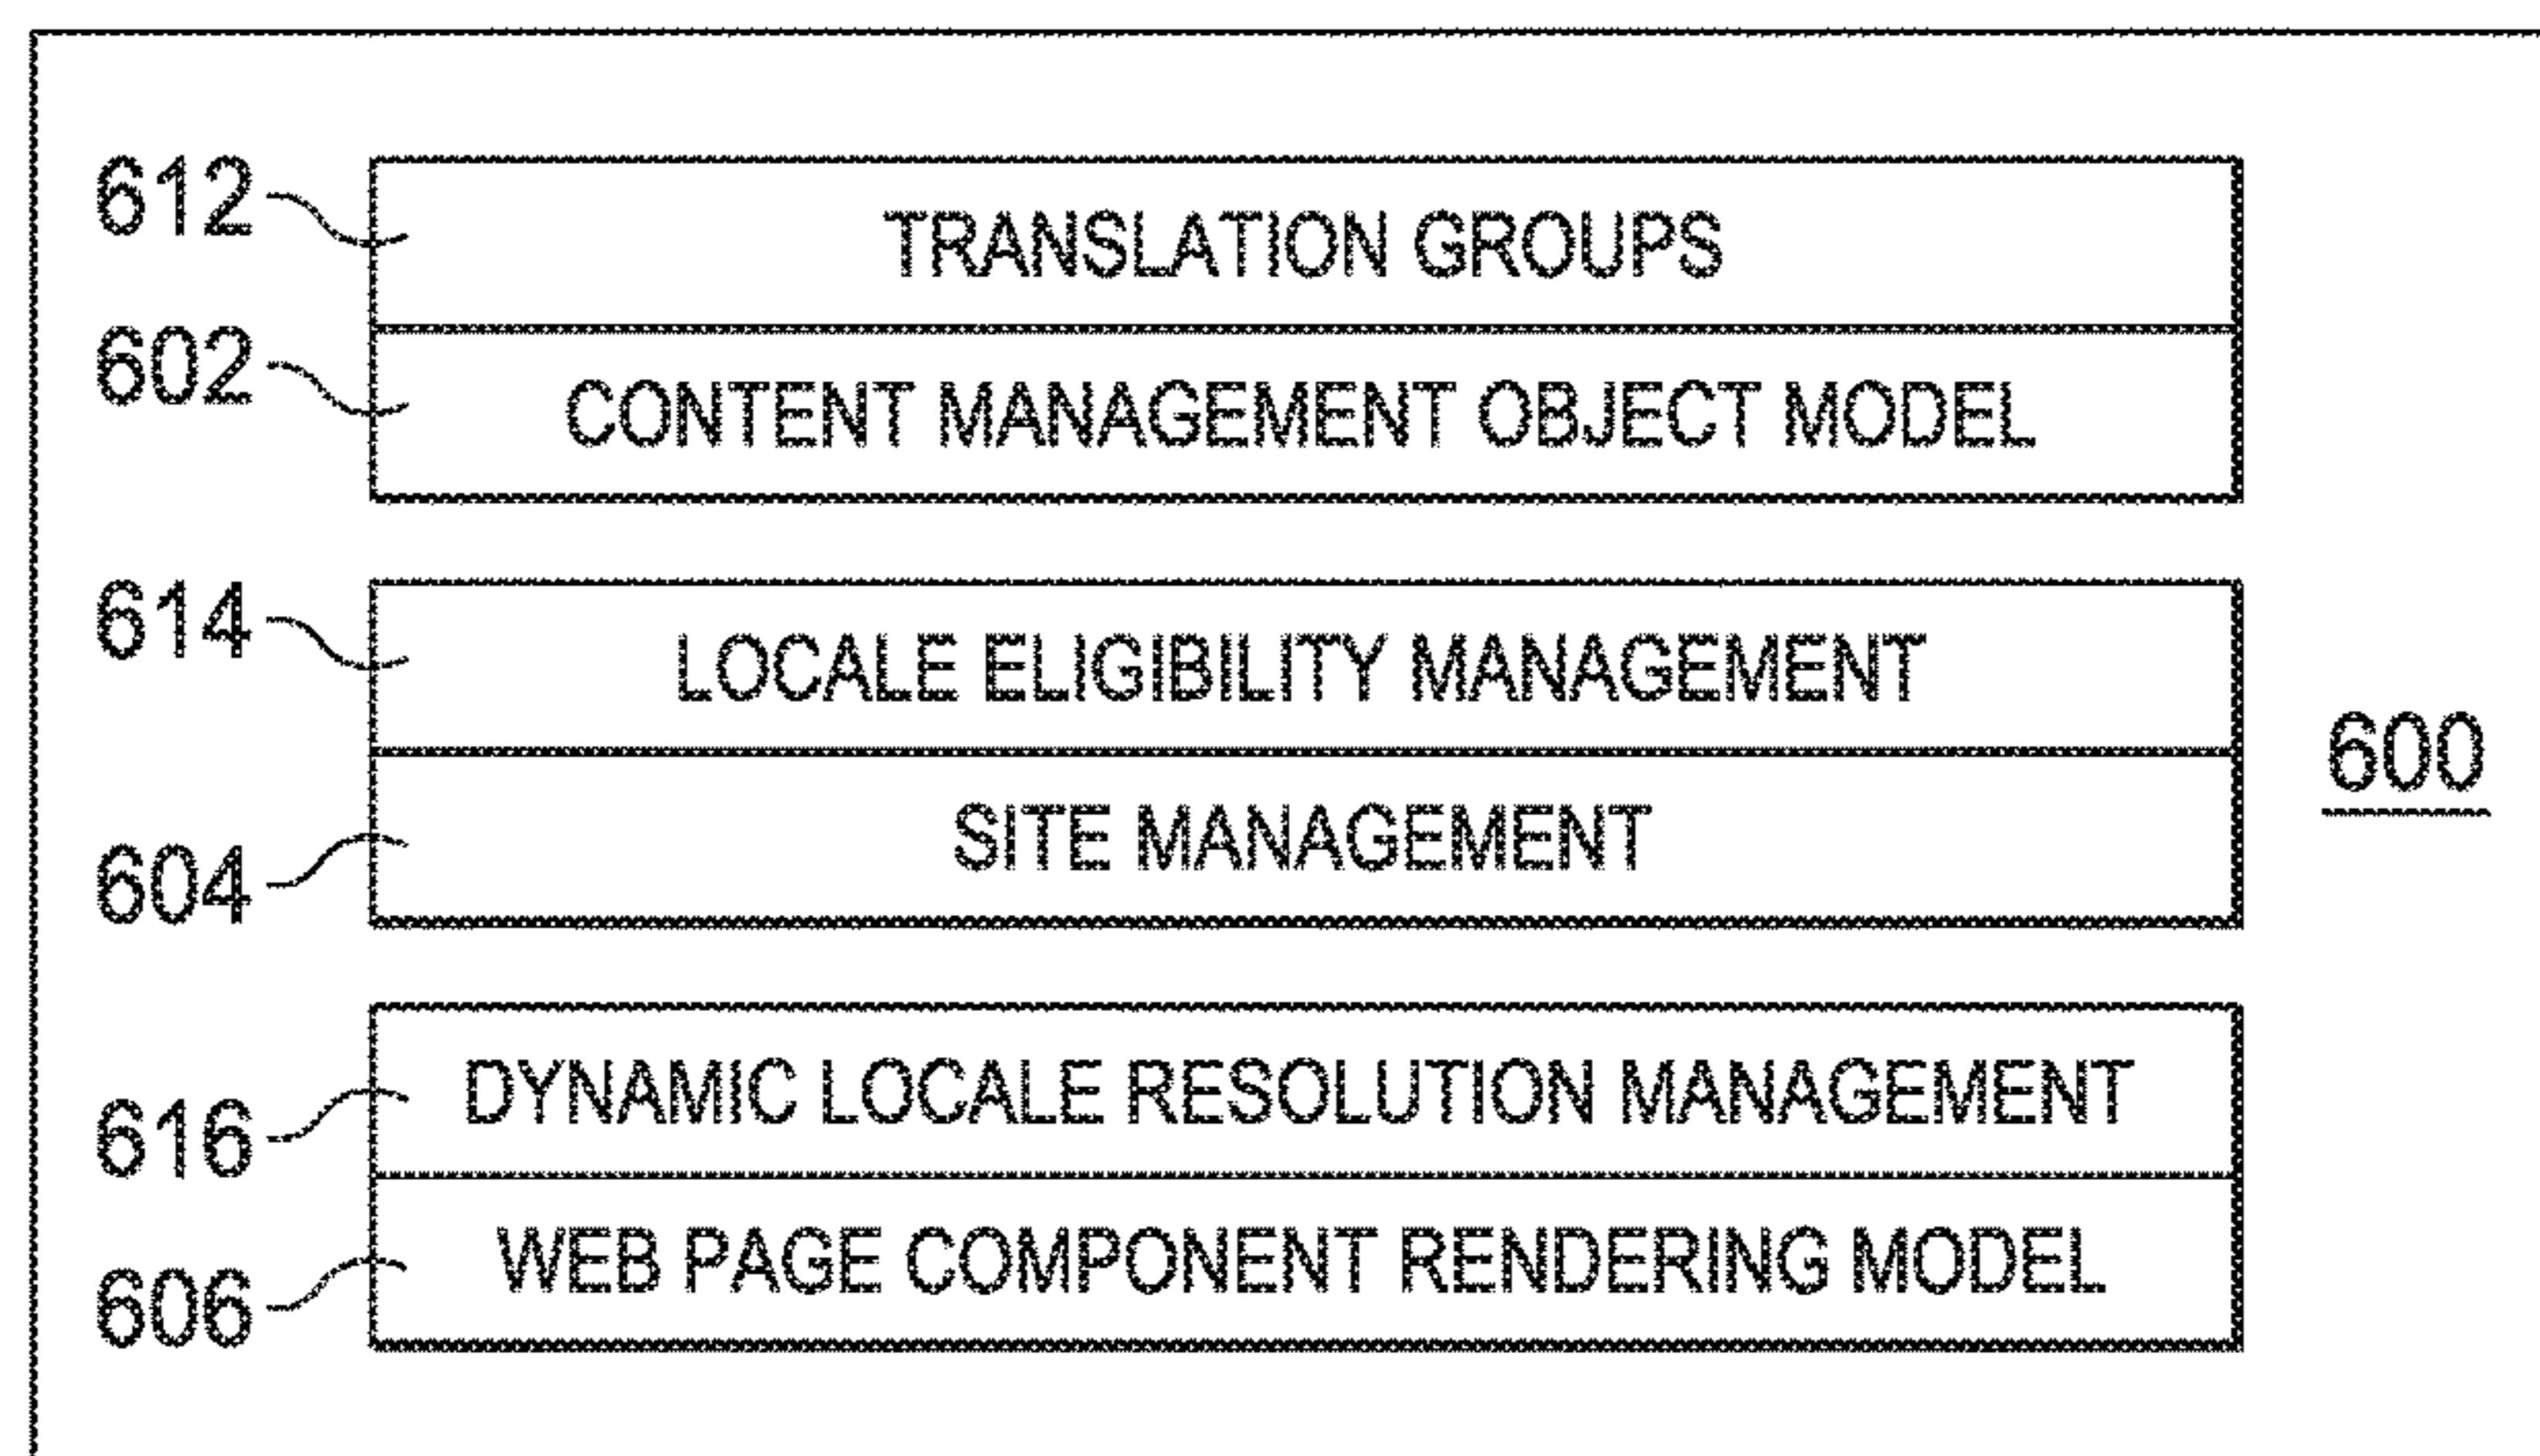 612
TRANSLATION GROUPS
602
CONTENT MANAGEMENT OBJECT MODEL
614
LOCALE ELIGIBILITY MANAGEMENT
600
604
SITE MANAGEMENT
616
DYNAMIC LOCALE RESOLUTION MANAGEMENT
606
WEB PAGE COMPONENT RENDERING MODEL